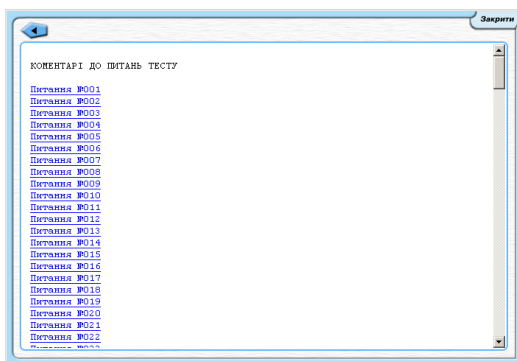 Закрити
КОМЕНТАРІ ДО ПИТАНЬ ТЕСТУ
Питання №001
Питання №002
Питання №003
Питання №004
Питання №005
Питання №006
Питання №007
Питання №008
Питання №009
Питання №010
Питання №011
Питання №012
Питання №013
Питання №014
Питання №015
Питання №016
Питання №017
Питання №018
Питання №019
Питання №020
Питання №021
Питання №022
Питання №023